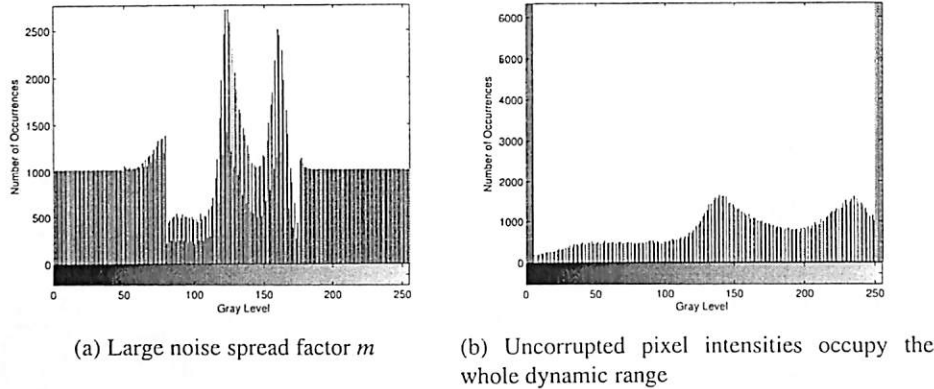 2500
2000
1500
1000
500
0
Number of Occurrences
0 50 100 150 200 250
Gray Level
(a) Large noise spread factor m
6000
5000
4000
3000
2000
1000
0
Number of Occurrences
0 50 100 150 200 250
Gray Level
(b) Uncorrupted pixel intensities occupy the
whole dynamic range